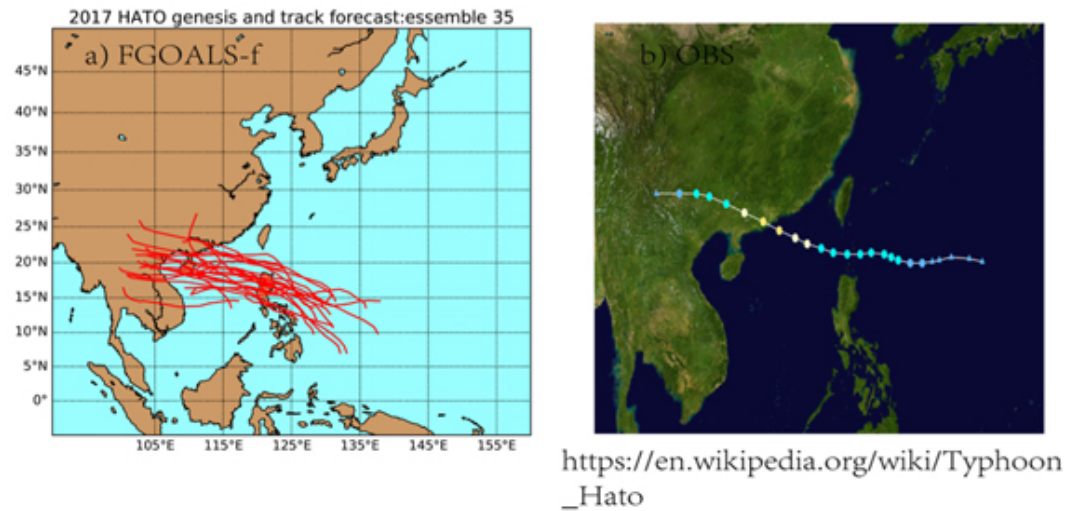 2017 HATO genesis and track forecast:essemble 35
a) FGOALS-f
45°N
40°N
35°N
30°N
25°N
20°N
15°N
10°N
5°N
0°
105°E 115°E 125°E 135°E 145°E 155°E
b) OBS
https://en.wikipedia.org/wiki/Typhoon
_Hato